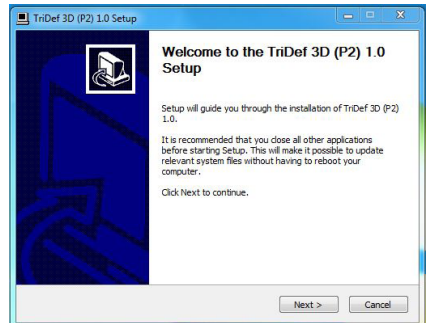 TriDef 3D (P2) 1.0 Setup
Welcome to the TriDef 3D (P2) 1.0
Setup
Setup will guide you through the installation of TriDef 3D (P2)
1.0.
It is recommended that you close all other applications
before starting Setup. This will make it possible to update
relevant system files without having to reboot your
computer.
Click Next to continue.
Next > Cancel